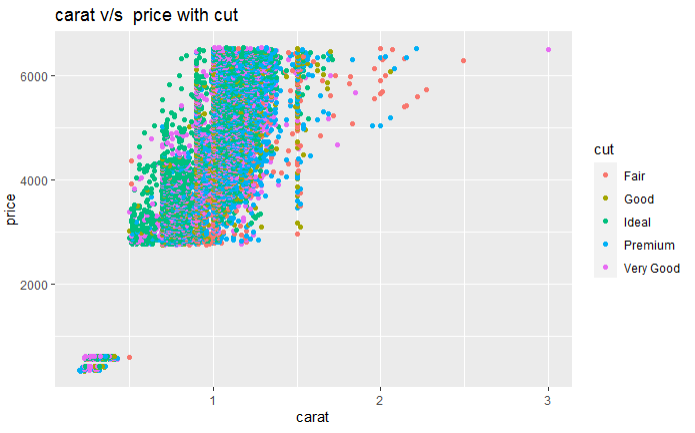 carat v/s  price with cut
price
6000
4000
2000
1
2
3
carat
cut
Fair
Good
Ideal
Premium
Very Good